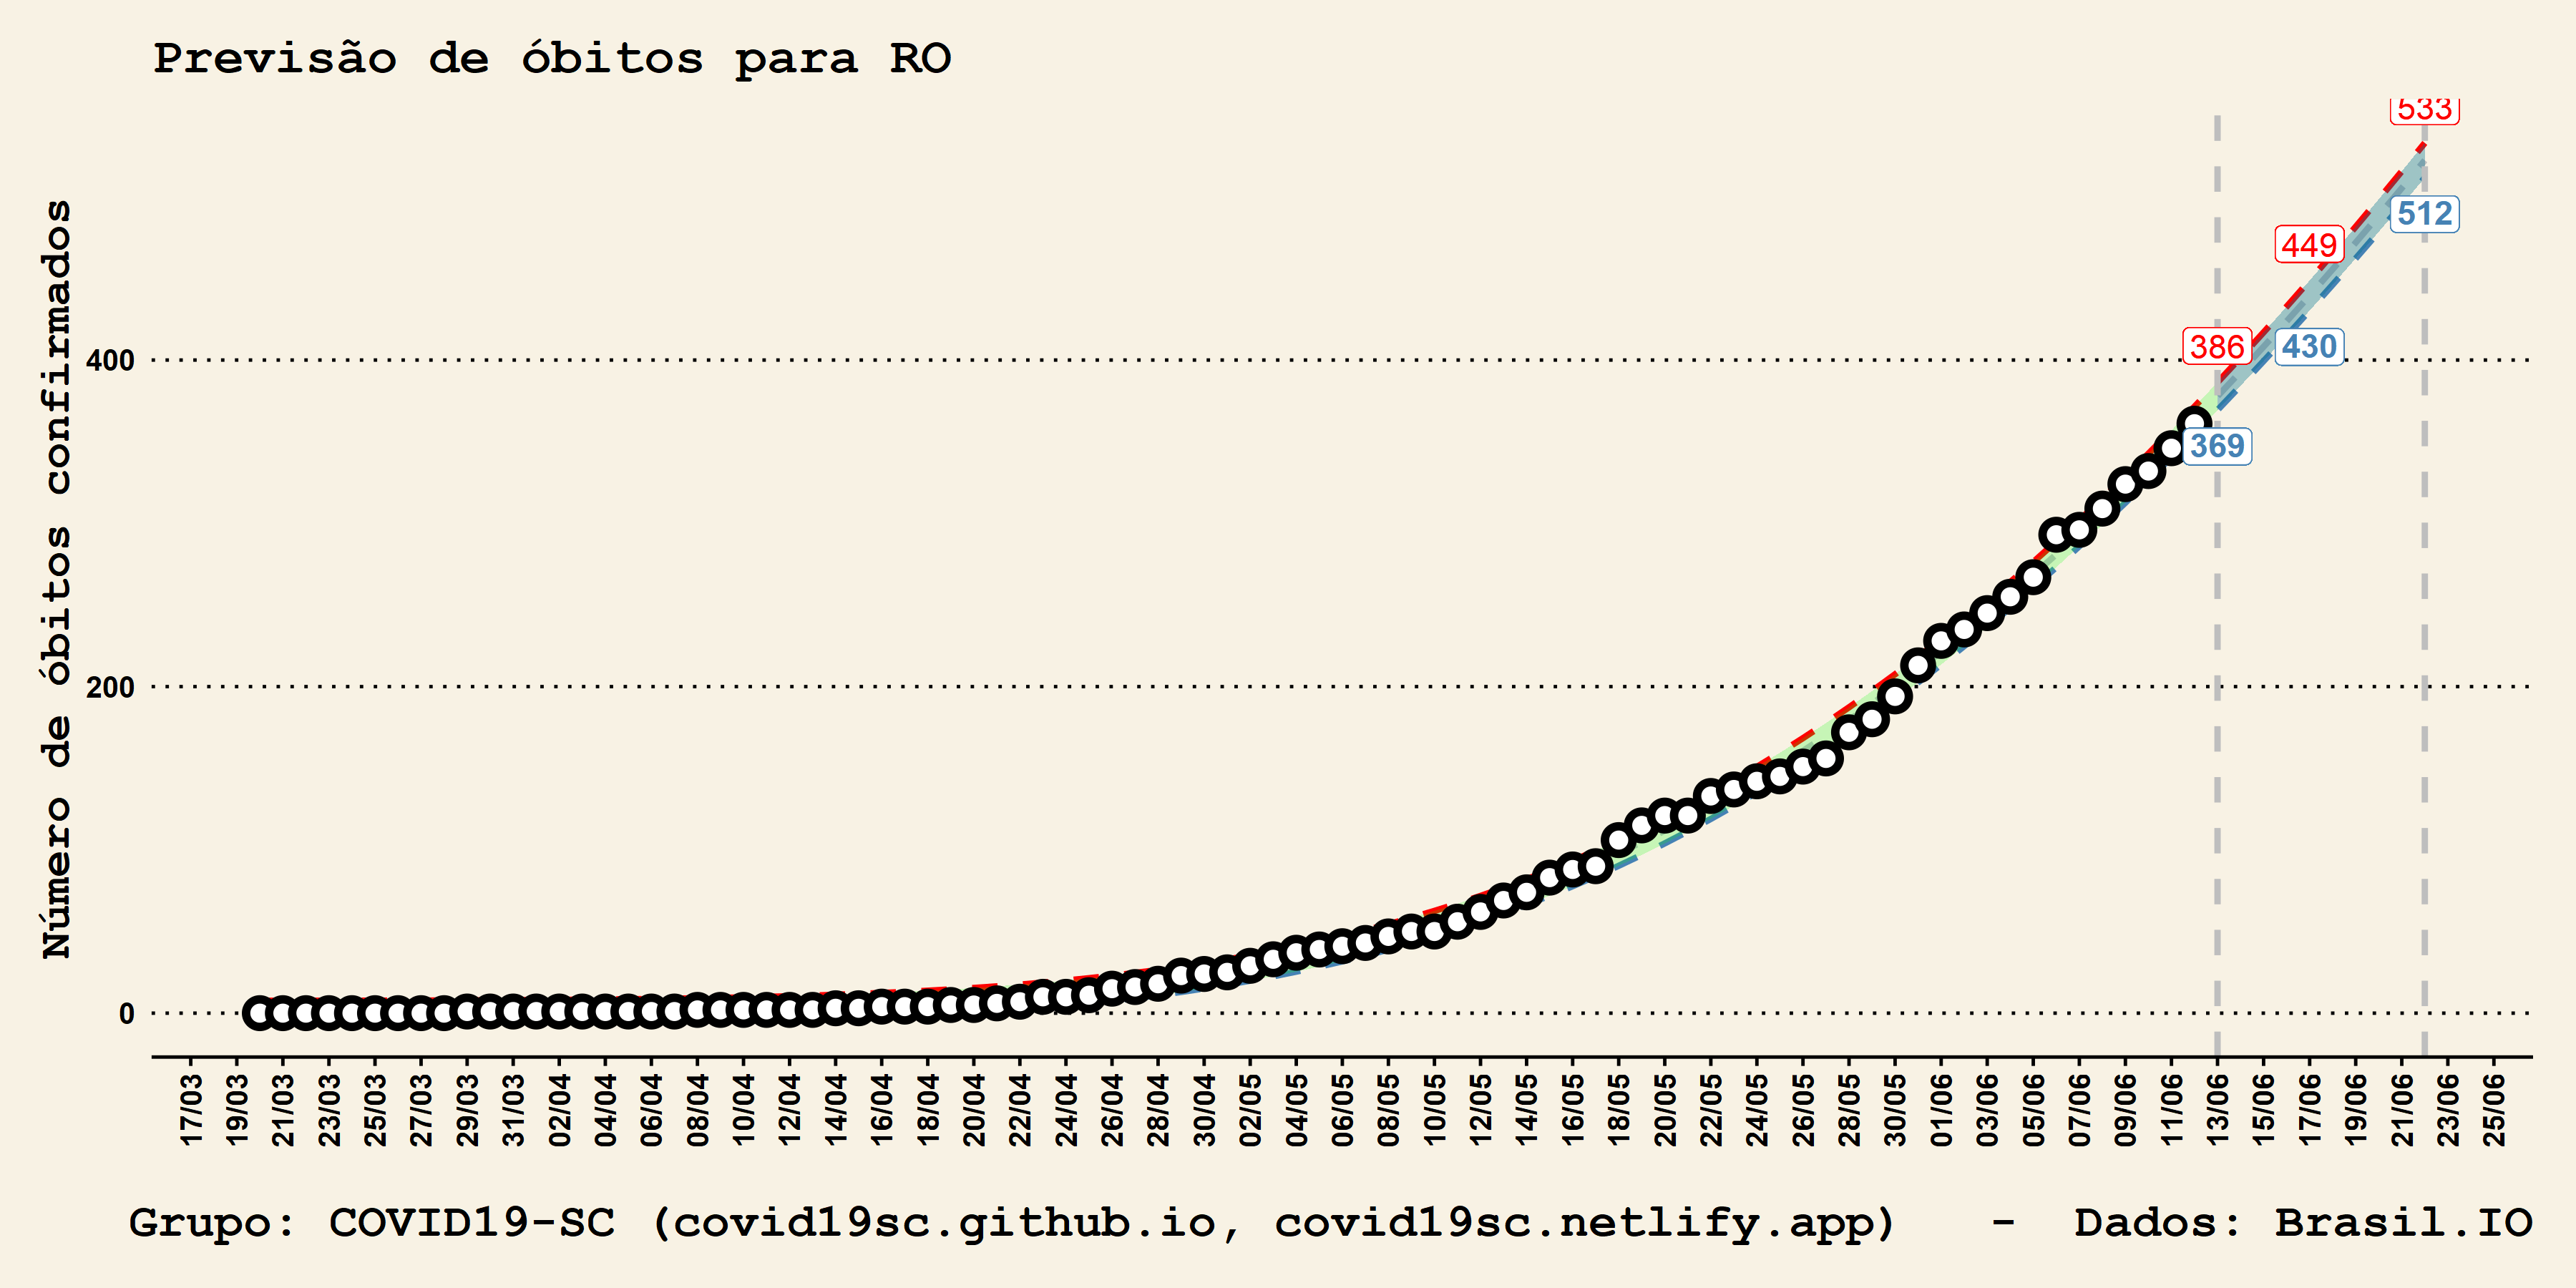 Previsão de óbitos para RO
Número de óbitos confirmados
533
512
449
400
386
430
369
200
0
17/03 19/03 21/03 23/03 25/03 27/03 29/03 31/03 02/04 04/04 06/04 08/04 10/04 12/04 14/04 16/04 18/04 20/04 22/04 24/04 26/04 28/04 30/04 02/05 04/05 06/05 08/05 10/05 12/05 14/05 16/05 18/05 20/05 22/05 24/05 26/05 28/05 30/05 01/06 03/06 05/06 07/06 09/06 11/06 13/06 15/06 17/06 19/06 21/06 23/06 25/06
Grupo: COVID19-SC (covid19sc.github.io, covid19sc.netlify.app) - Dados: Brasil.IO